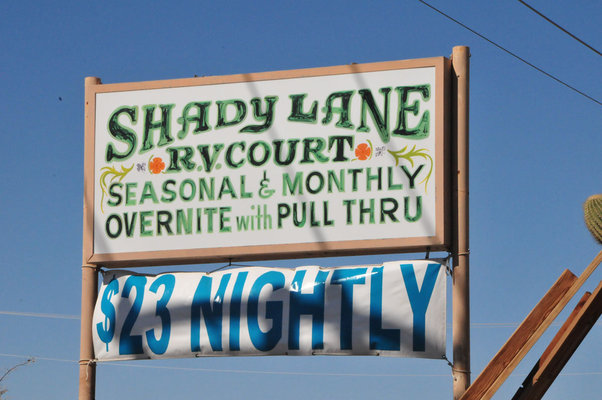 SHADY LANE
R.V. COURT
SEASONAL & MONTHLY
OVERNITE with PULL THRU
$23 NIGHTLY